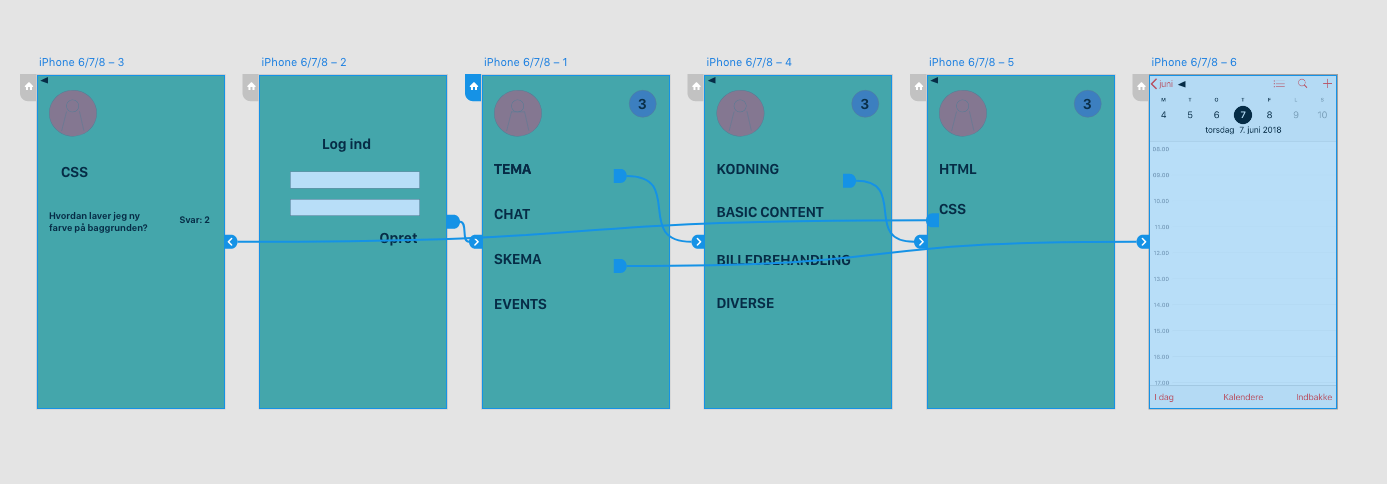 iPhone 6/7/8 – 3
CSS
Hvordan laver jeg ny
farve på baggrunden?
Svar: 2
iPhone 6/7/8 – 2
Log ind
Opret
iPhone 6/7/8 – 1
3
TEMA
CHAT
SKEMA
EVENTS
iPhone 6/7/8 – 4
3
KODNING
BASIC CONTENT
BILLEDBEHANDLING
DIVERSE
iPhone 6/7/8 – 5
3
HTML
CSS
iPhone 6/7/8 – 6
juni
M T O T F L S
4 5 6 7 8 9 10
torsdag 7. juni 2018
08.00
09.00
10.00
11.00
12.00
13.00
14.00
15.00
16.00
17.00
I dag Kalendere Indbakke